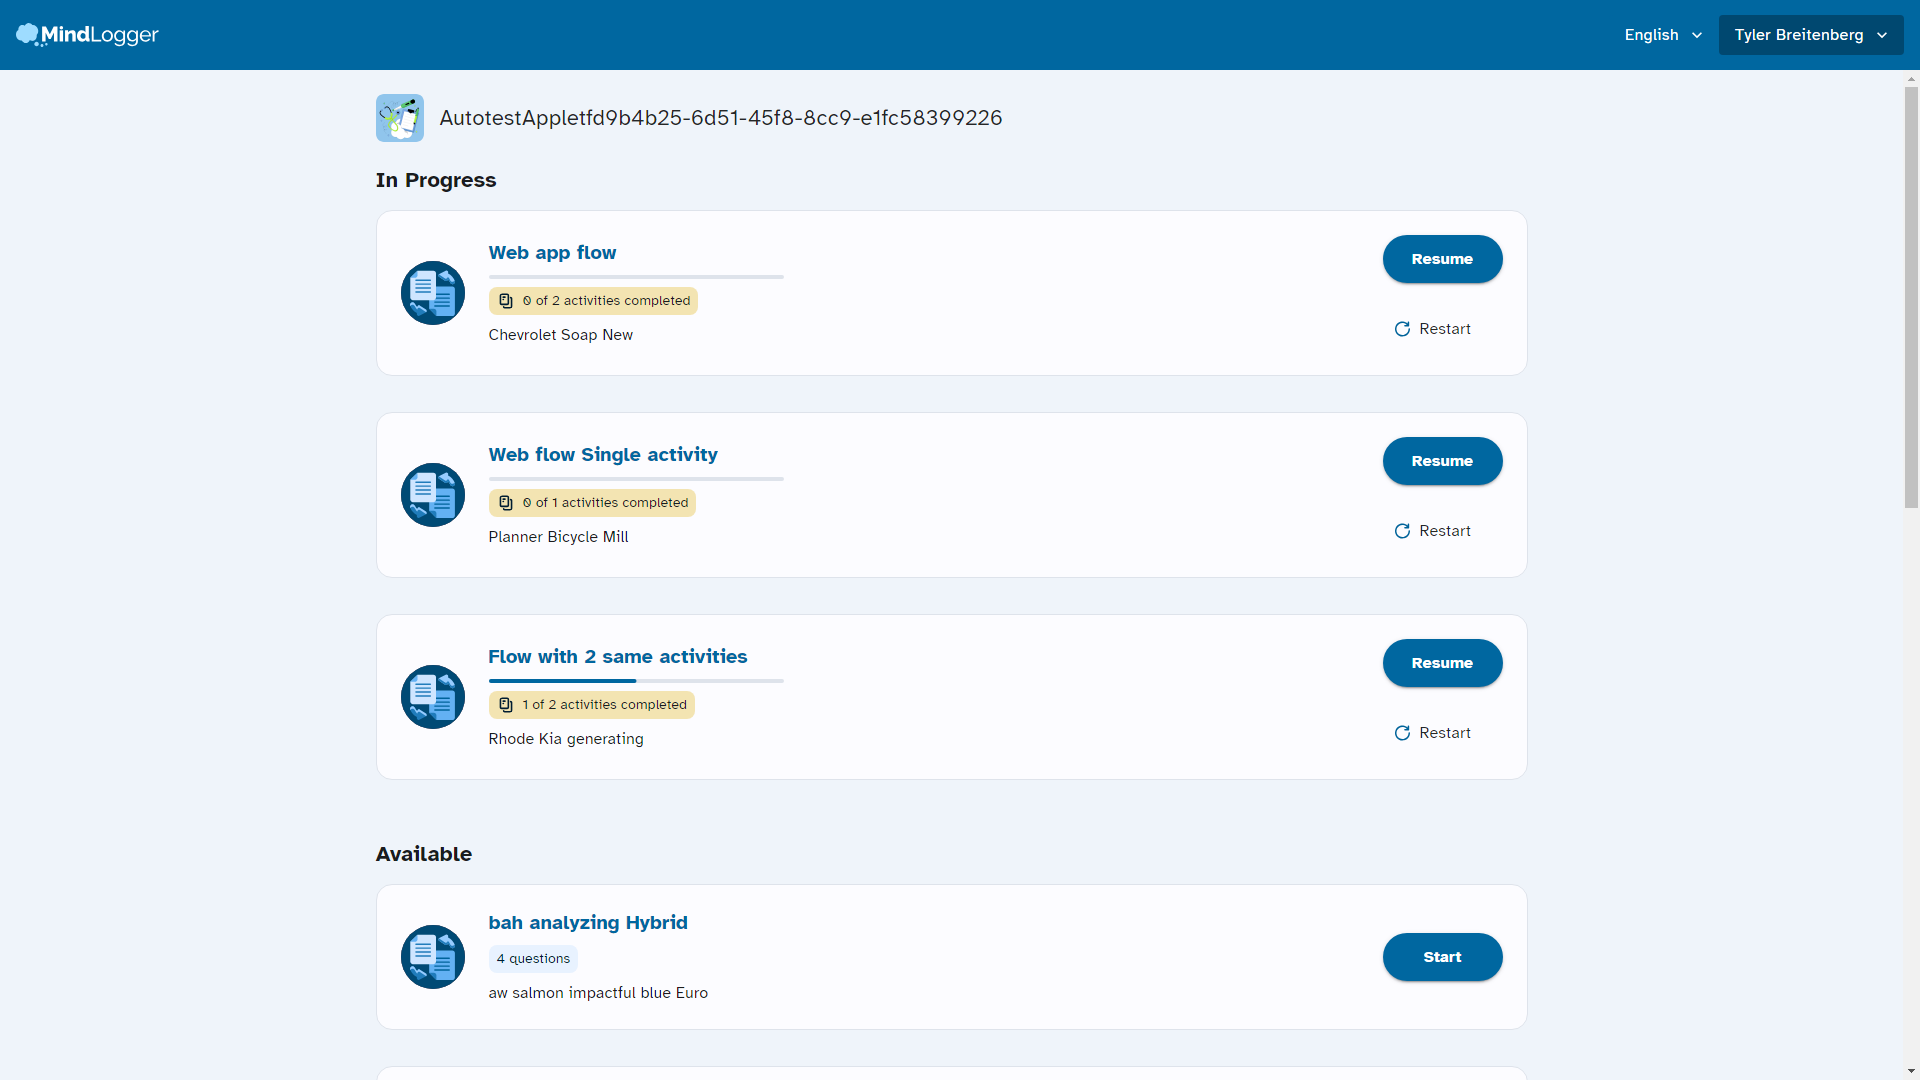 MindLogger
English
Tyler Breitenberg
AutotestAppletfd9b4b25-6d51-45f8-8cc9-e1fc58399226
In Progress
Web app flow
Resume
0 of 2 activities completed
Chevrolet Soap New
Restart
Web flow Single activity
Resume
0 of 1 activities completed
Planner Bicycle Mill
Restart
Flow with 2 same activities
Resume
1 of 2 activities completed
Rhode Kia generating
Restart
Available
bah analyzing Hybrid
4 questions
Start
aw salmon impactful blue Euro